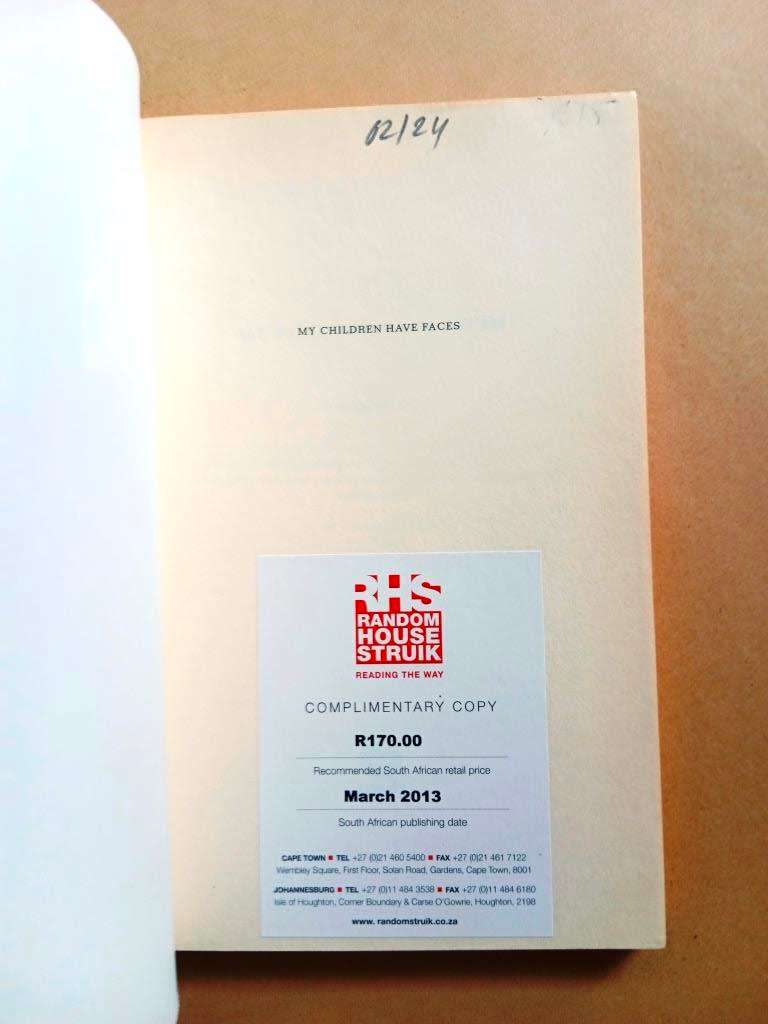 02/24
MY CHILDREN HAVE FACES
RHS
RANDOM
HOUSE
STRUIK
READING THE WAY
COMPLIMENTARY COPY
R170.00
Recommended South African retail price
March 2013
South African publishing date
CAPE TOWN ■ TEL +27 (0)21 460 5400 ■ FAX +27 (0)21 461 7122
Wembley Square, First Floor, Solan Road, Gardens, Cape Town, 8001
JOHANNESBURG ■ TEL +27 (0)11 484 3538 ■ FAX +27 (0)11 484 6180
Isle of Houghton, Corner Boundary & Carse O'Gowrie, Houghton, 2198
www. randomstruik.co.za